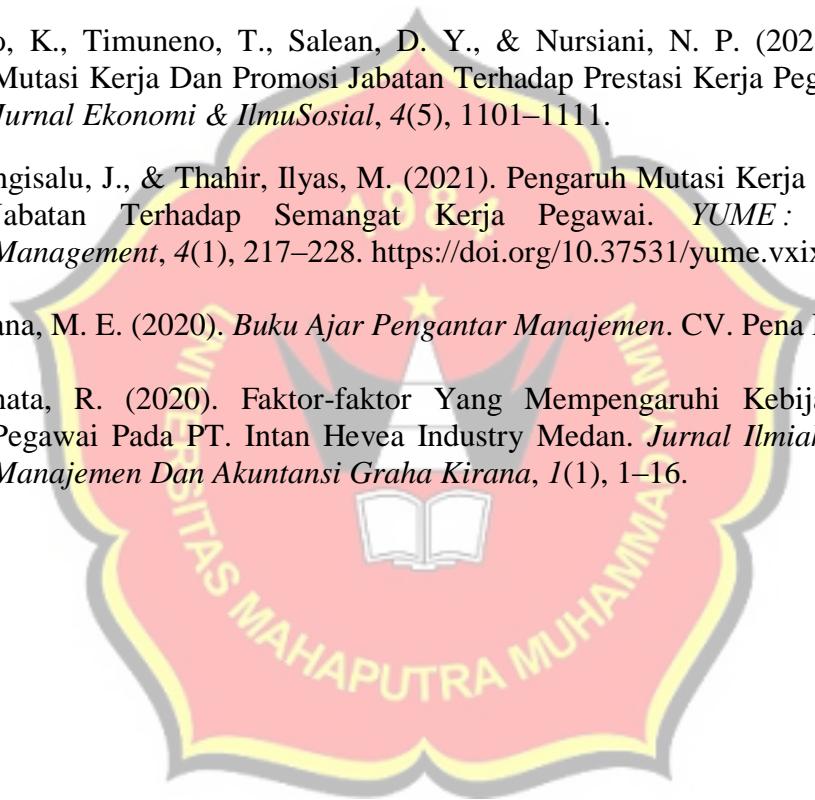 o, K., Timuneno, T., Salean, D. Y., & Nursiani, N. P. (202
Mutasi Kerja Dan Promosi Jabatan Terhadap Prestasi Kerja Peg
Jurnal Ekonomi & IlmuSosial, 4(5), 1101–1111.
ngisalu, J., & Thahir, Ilyas, M. (2021). Pengaruh Mutasi Kerja
Jabatan Terhadap Semangat Kerja Pegawai. YUME :
Management, 4(1), 217–228. https://doi.org/10.37531/yume.vxix
ana, M. E. (2020). Buku Ajar Pengantar Manajemen. CV. Pena
nata, R. (2020). Faktor-faktor Yang Mempengaruhi Kebija
Pegawai Pada PT. Intan Hevea Industry Medan. Jurnal Ilmiah
Manajemen Dan Akuntansi Graha Kirana, 1(1), 1–16.
1984
UNIVERSITAS MAHAPUTRA MUHAMMAD YAMIN